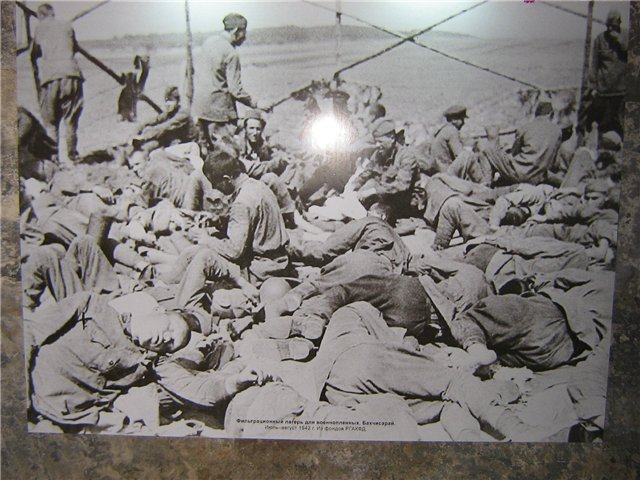 Фильтрационный лагерь для военнопленных. Бахчисарай.
Июль-август 1942 г. Из фондов РГАКФД.